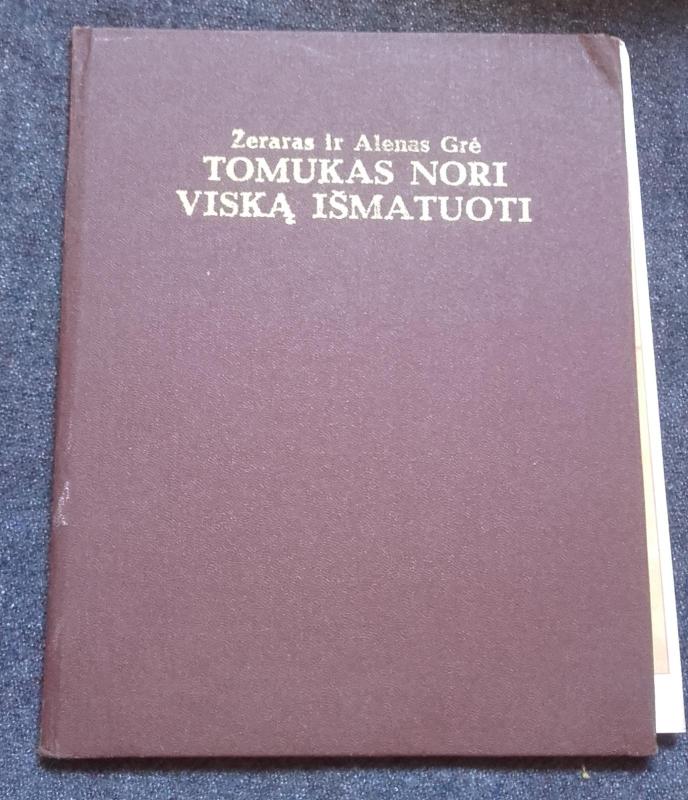 Žeraras ir Alenas Grė
TOMUKAS NORI
VISKĄ IŠMATUOTI